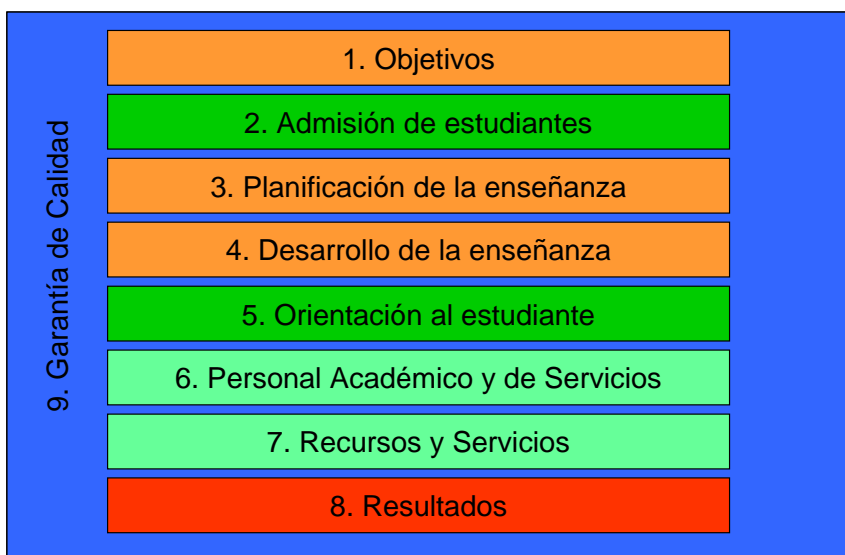 1. Objetivos
2. Admisión de estudiantes
3. Planificación de la enseñanza
4. Desarrollo de la enseñanza
5. Orientación al estudiante
6. Personal Académico y de Servicios
7. Recursos y Servicios
8. Resultados
9. Garantía de Calidad